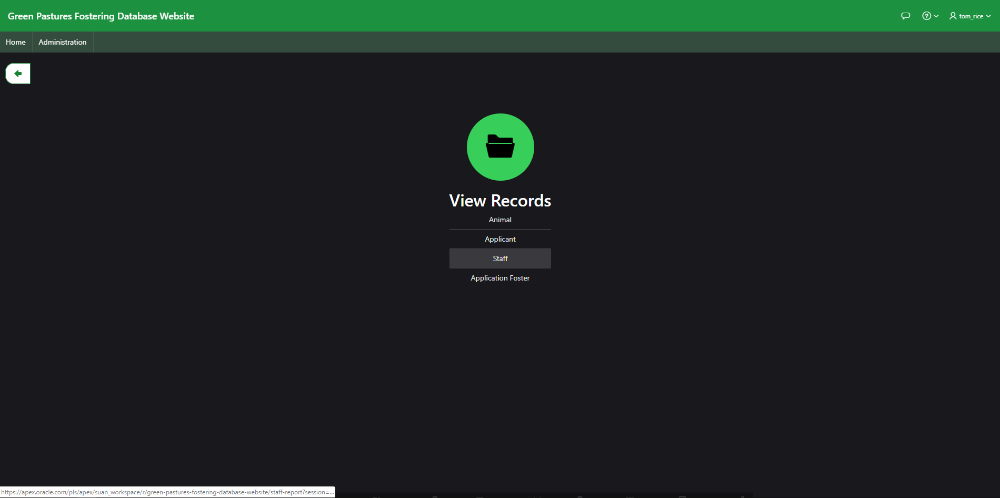 Green Pastures Fostering Database Website
tom_rice
Home
Administration
View Records
Animal
Applicant
Staff
Application Foster
https://apex.oracle.com/pls/apex/suan_workspace/r/green-pastures-fostering-database-website/staff-report?session=...